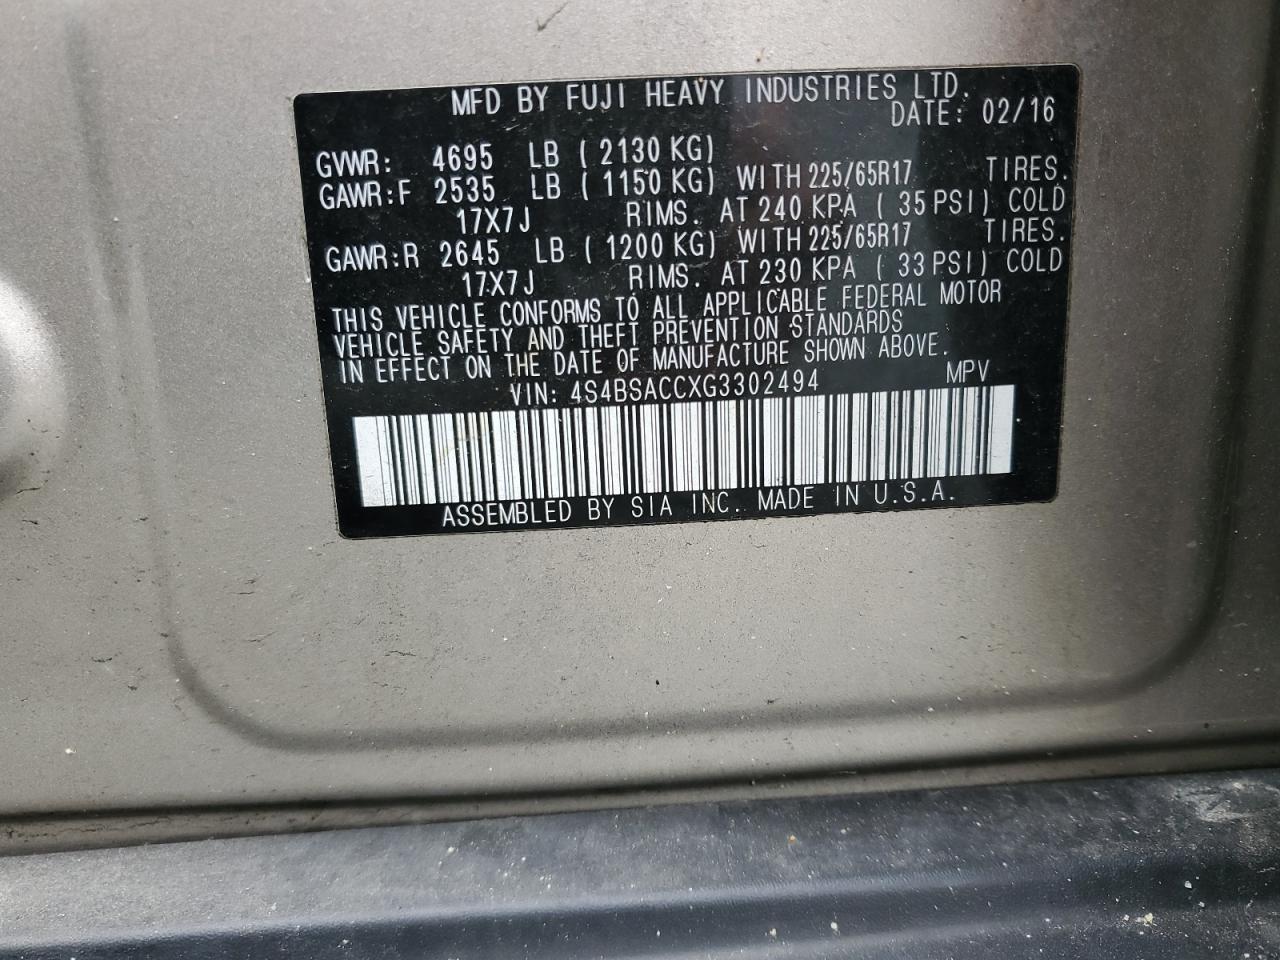 MFD BY FUJI HEAVY INDUSTRIES LTD.
DATE: 02/16
GVWR: 4695 LB ( 2130 KG)
GAWR:F 2535 LB ( 1150 KG) WITH 225/65R17 TIRES.
17X7J RIMS. AT 240 KPA ( 35 PSI) COLD
GAWR:R 2645 LB ( 1200 KG) WITH 225/65R17 TIRES.
17X7J RIMS. AT 230 KPA ( 33 PSI) COLD
THIS VEHICLE CONFORMS TO ALL APPLICABLE FEDERAL MOTOR
VEHICLE SAFETY AND THEFT PREVENTION STANDARDS
IN EFFECT ON THE DATE OF MANUFACTURE SHOWN ABOVE.
VIN: 4S4BSACCXG3302494 MPV
ASSEMBLED BY SIA INC. MADE IN U.S.A.